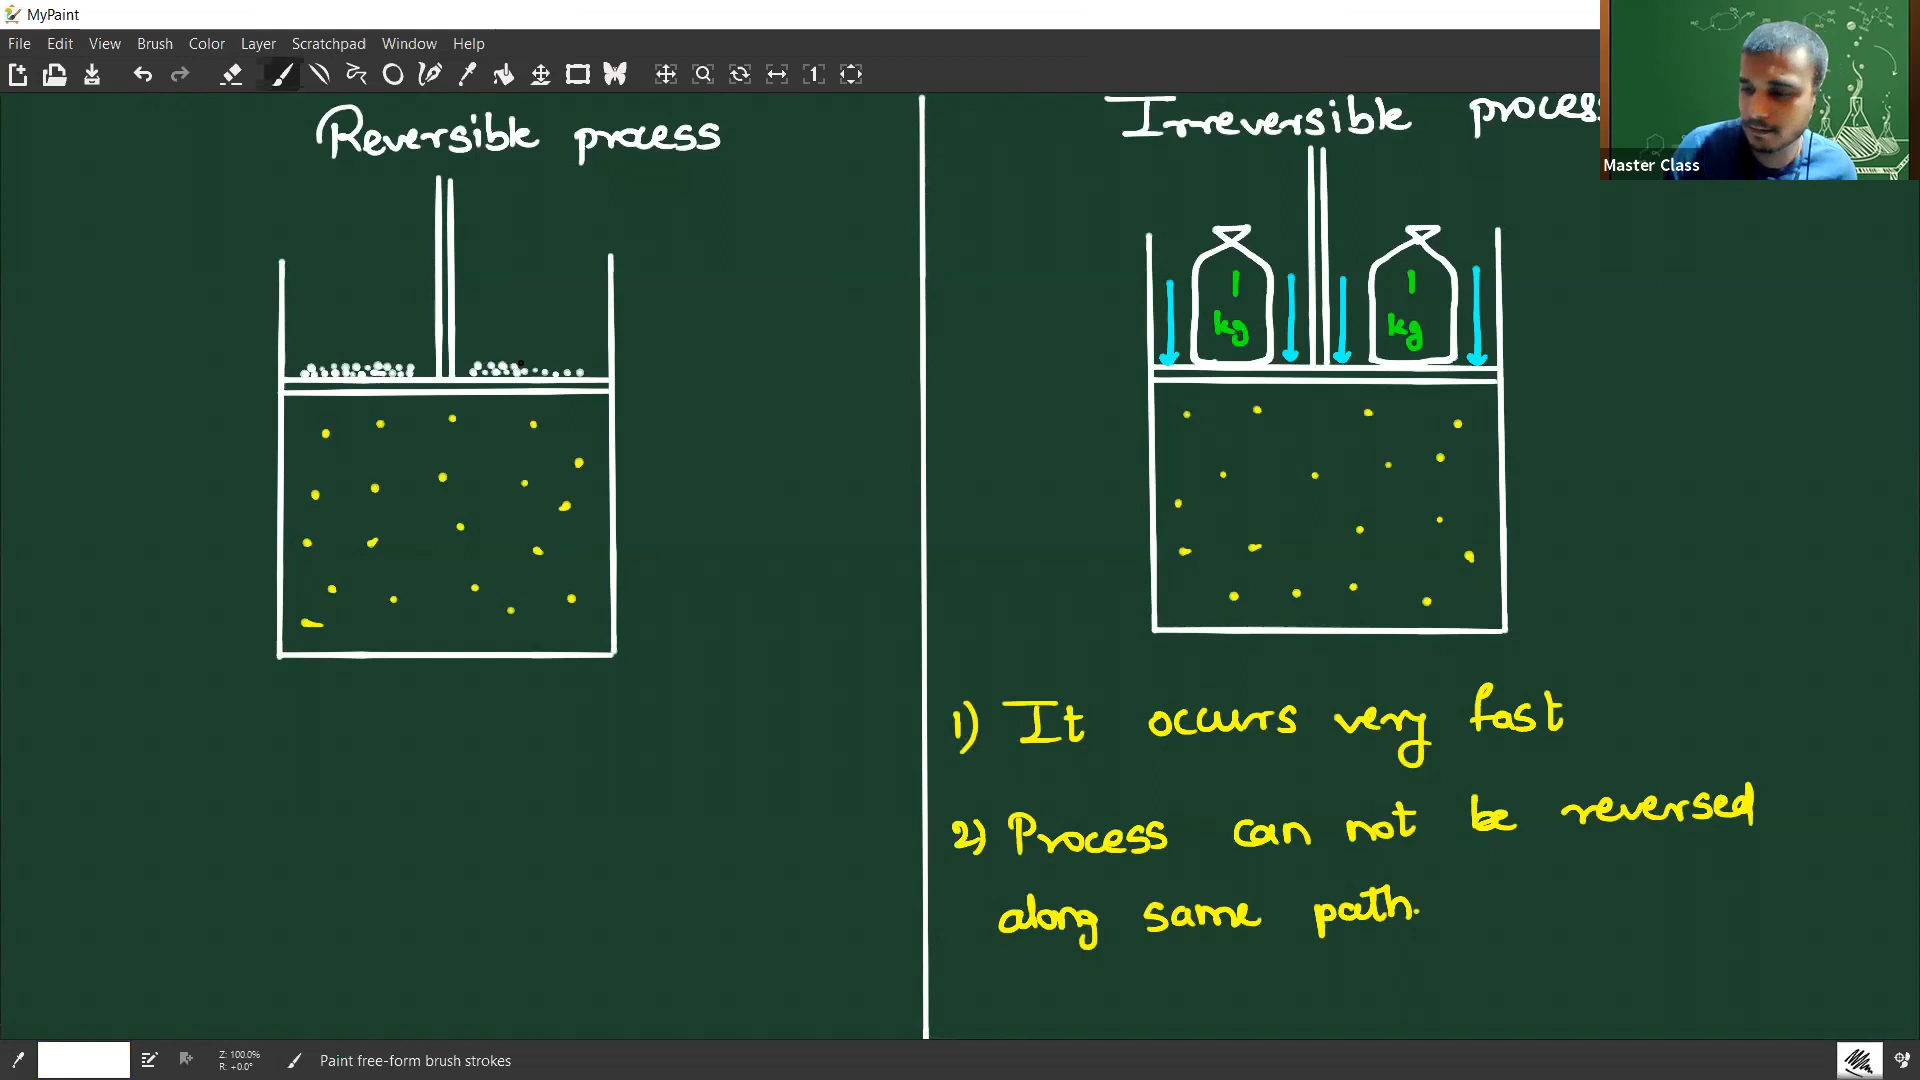 MyPaint
File Edit View Brush Color Layer Scratchpad Window Help
Master Class
Reversible process
Irreversible process
1 kg
1 kg
1) It occurs very fast
2) Process can not be reversed
along same path.
Z: 100.0%
R: +0.0°
Paint free-form brush strokes